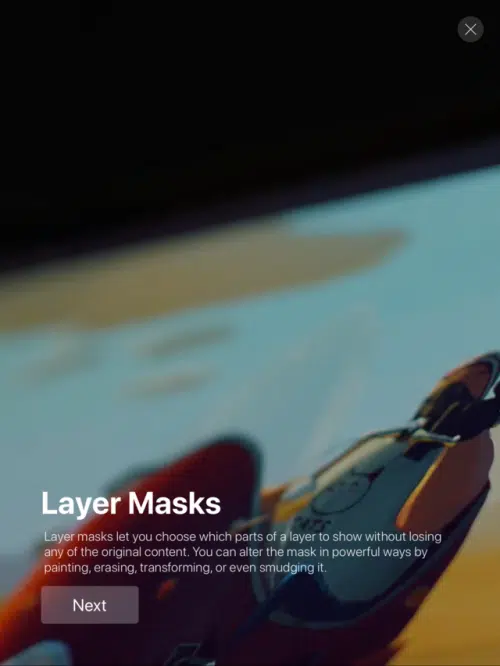 Layer Masks
Layer masks let you choose which parts of a layer to show without losing
any of the original content. You can alter the mask in powerful ways by
painting, erasing, transforming, or even smudging it.
Next